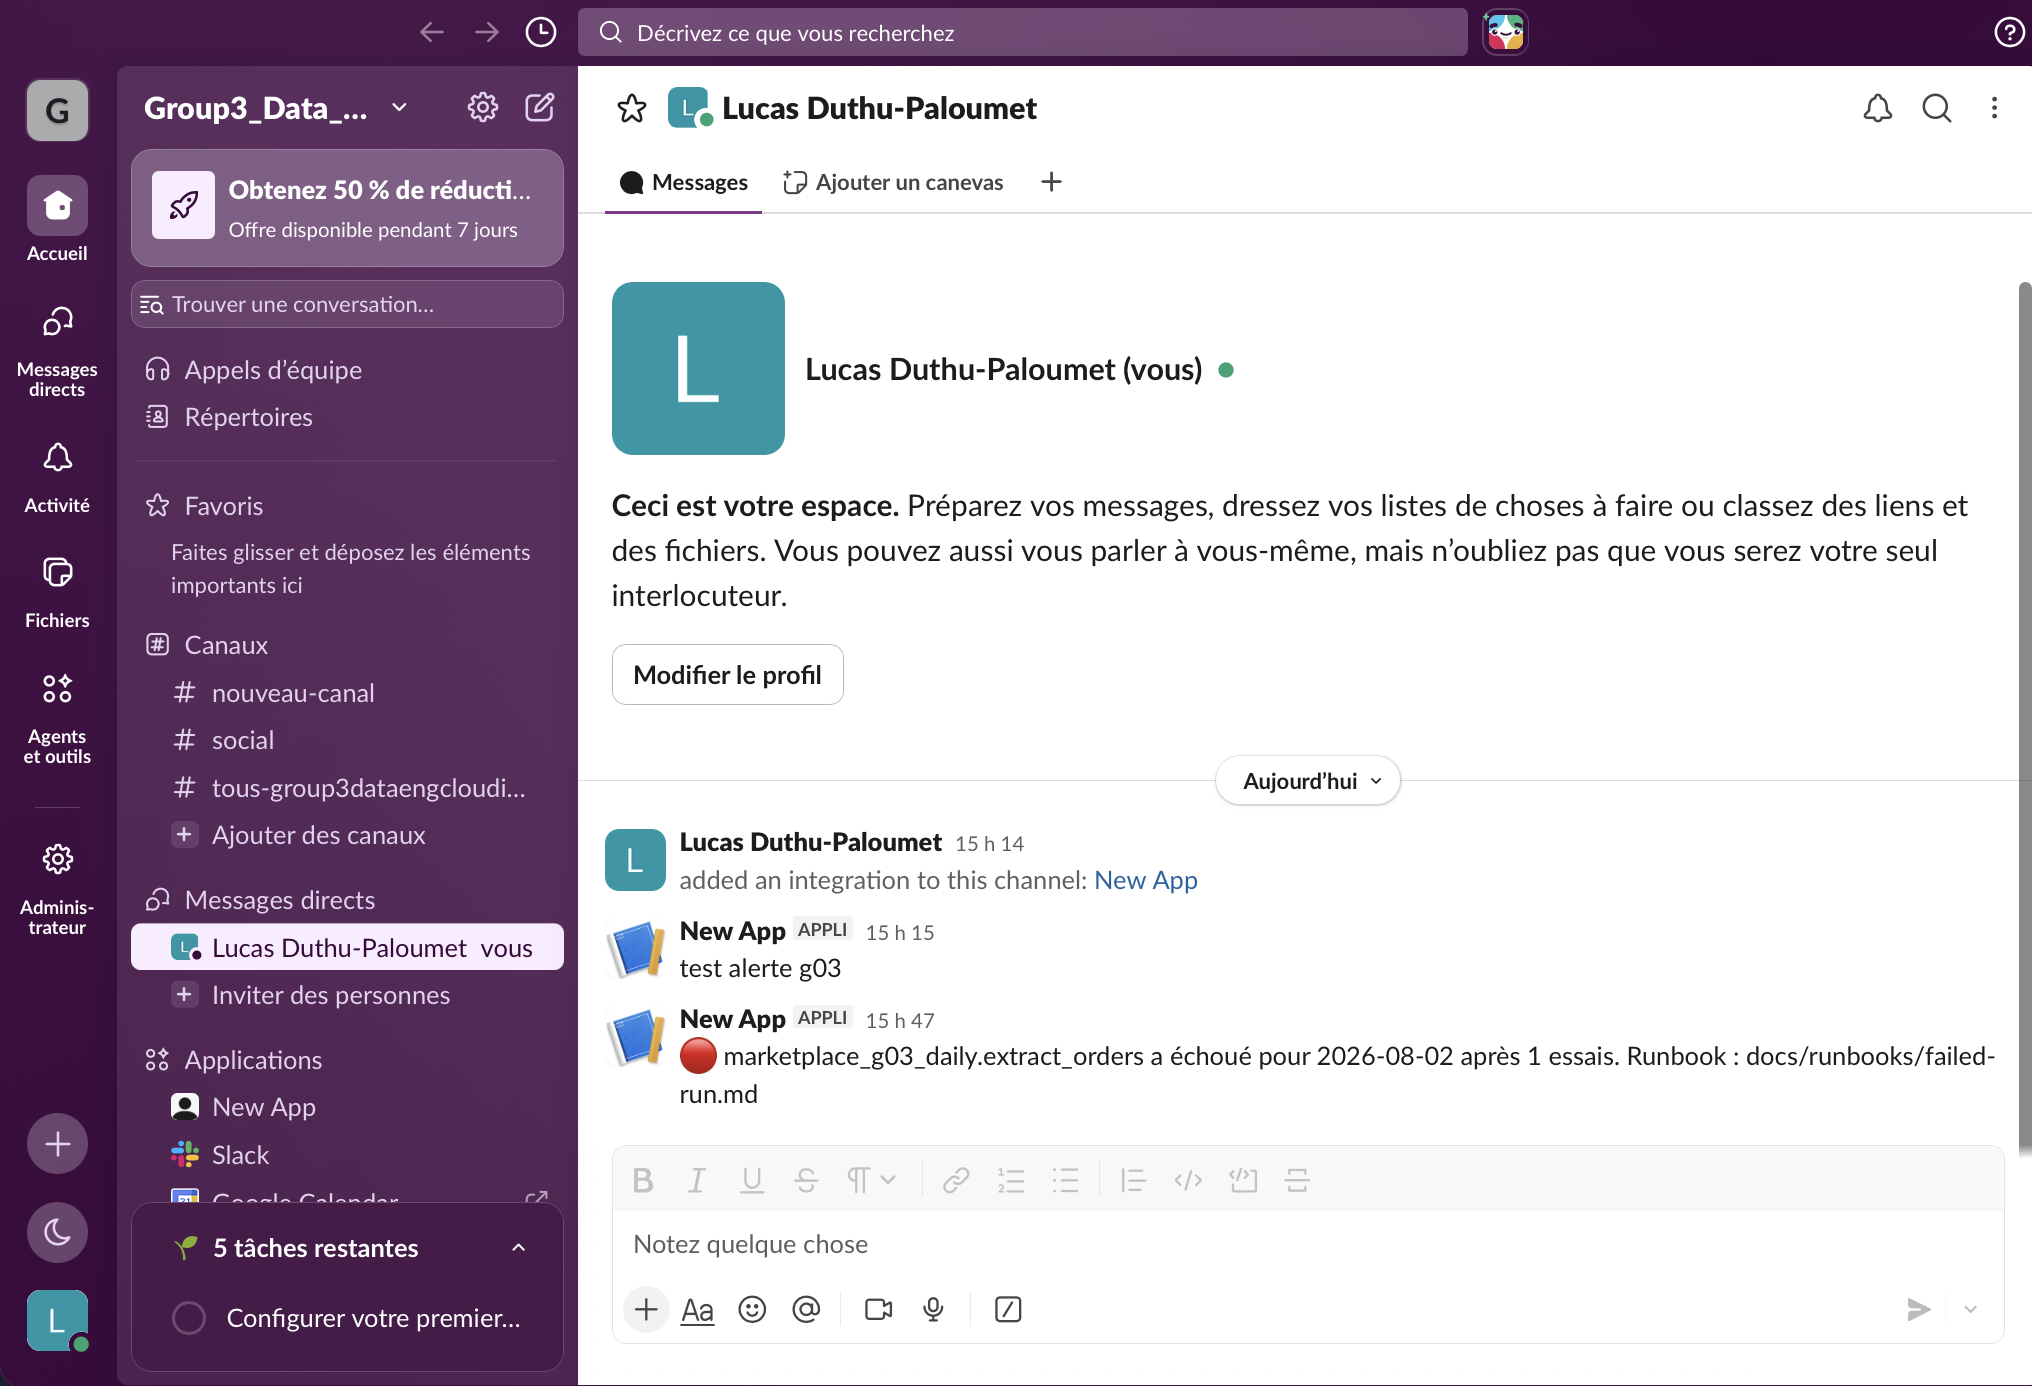 Décrivez ce que vous recherchez
G
Accueil
Messages
directs
Activité
Fichiers
Agents
et outils
Adminis-
trateur
L
Group3_Data_...
Obtenez 50 % de réducti...
Offre disponible pendant 7 jours
Trouver une conversation...
Appels d’équipe
Répertoires
Favoris
Faites glisser et déposez les éléments
importants ici
Canaux
# nouveau-canal
# social
# tous-group3dataengcloudi...
+ Ajouter des canaux
Messages directs
L Lucas Duthu-Paloumet vous
+ Inviter des personnes
Applications
New App
Slack
Google Calendar
5 tâches restantes
Configurer votre premier...
L Lucas Duthu-Paloumet
Messages
Ajouter un canevas
L
Lucas Duthu-Paloumet (vous)
Ceci est votre espace. Préparez vos messages, dressez vos listes de choses à faire ou classez des liens et
des fichiers. Vous pouvez aussi vous parler à vous-même, mais n’oubliez pas que vous serez votre seul
interlocuteur.
Modifier le profil
Aujourd’hui
L
Lucas Duthu-Paloumet 15 h 14
added an integration to this channel: New App
New App APPLI 15 h 15
test alerte g03
New App APPLI 15 h 47
marketplace_g03_daily.extract_orders a échoué pour 2026-08-02 après 1 essais. Runbook : docs/runbooks/failed-
run.md
Notez quelque chose
Aa